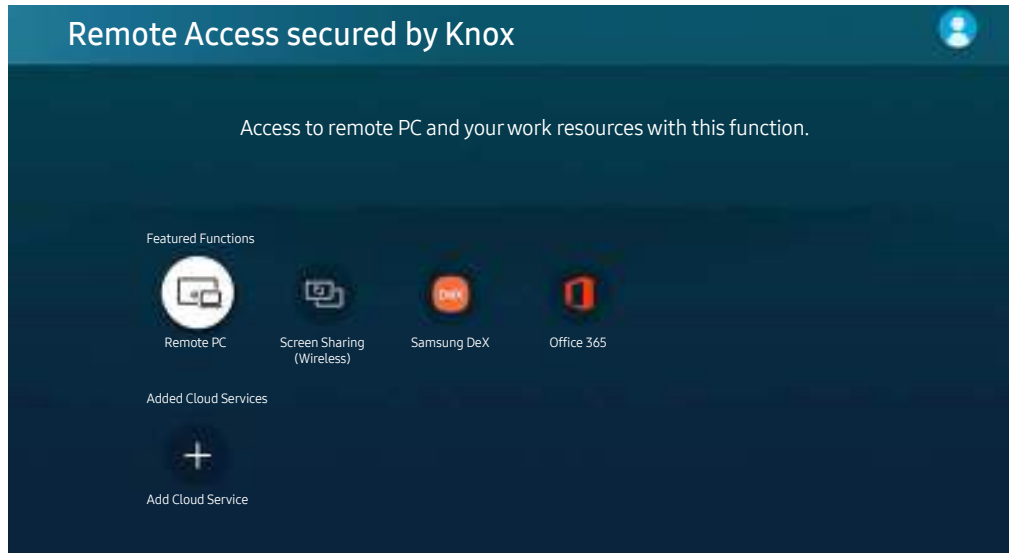 Remote Access secured by Knox
Access to remote PC and your work resources with this function.
Featured Functions
DeX
Remote PC
Screen Sharing
(Wireless)
Samsung DeX
Office 365
Added Cloud Services
Add Cloud Service